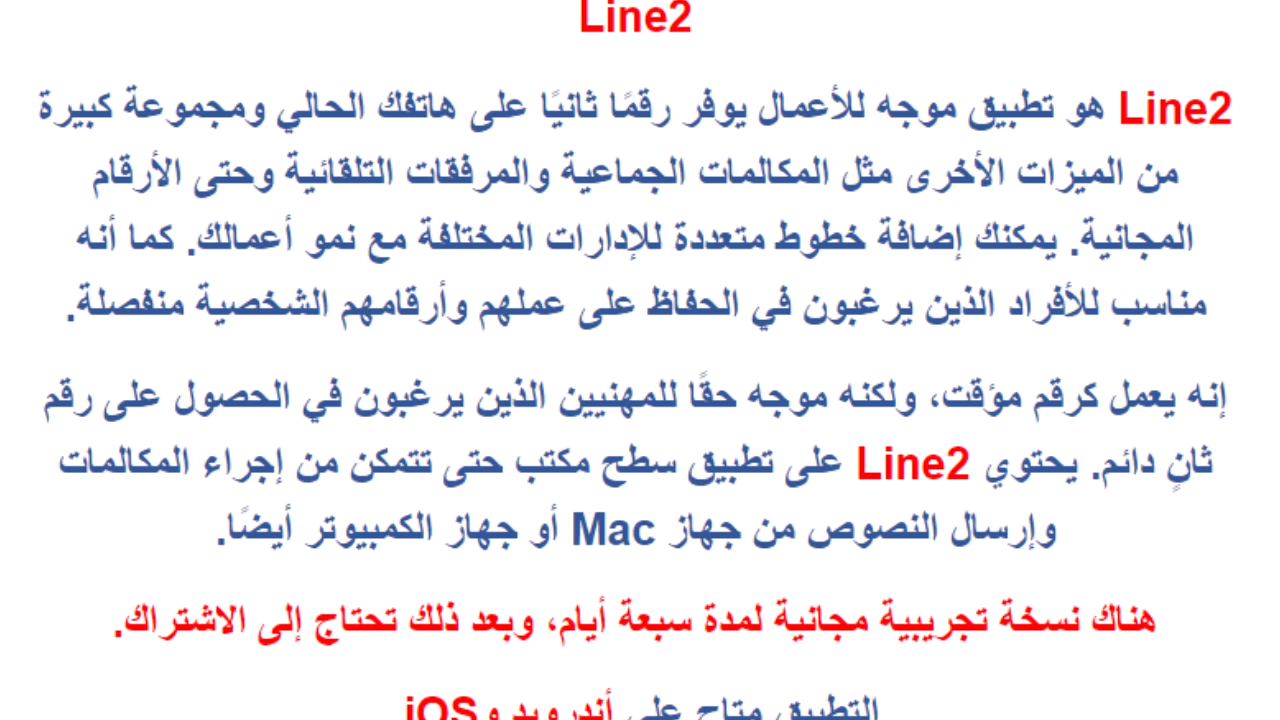 Line2
Line2 هو تطبيق موجه للأعمال يوفر رقمًا ثانيًا على هاتفك الحالي ومجموعة كبيرة
من الميزات الأخرى مثل المكالمات الجماعية والمرفقات التلقائية وحتى الأرقام
المجانية. يمكنك إضافة خطوط متعددة للإدارات المختلفة مع نمو أعمالك. كما أنه
مناسب للأفراد الذين يرغبون في الحفاظ على عملهم وأرقامهم الشخصية منفصلة.
إنه يعمل كرقم مؤقت، ولكنه موجه حقًا للمهنيين الذين يرغبون في الحصول على رقم
ثانٍ دائم. يحتوي Line2 على تطبيق سطح مكتب حتى تتمكن من إجراء المكالمات
وإرسال النصوص من جهاز Mac أو جهاز الكمبيوتر أيضًا.
هناك نسخة تجريبية مجانية لمدة سبعة أيام، وبعد ذلك تحتاج إلى الاشتراك.
التطبيق متاح على أندرويد وiOS